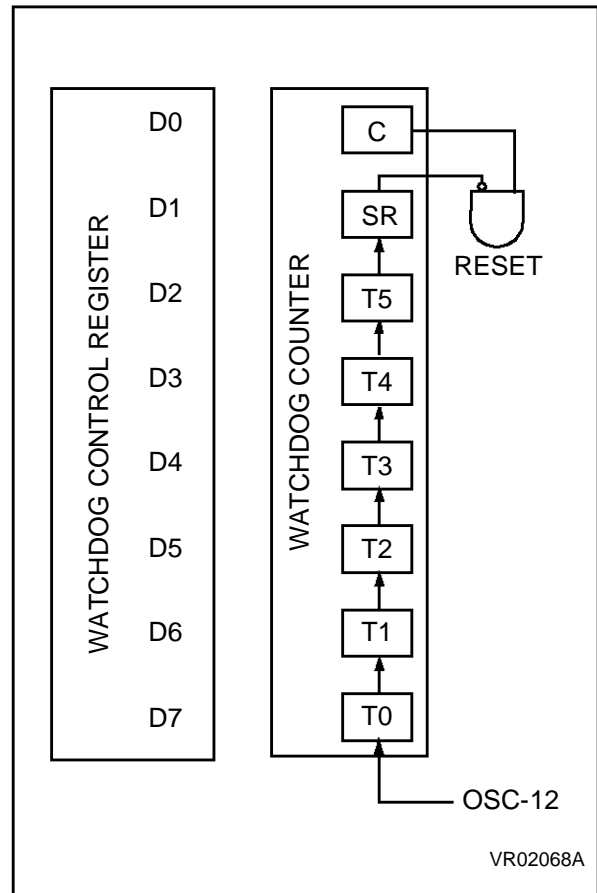 WATCHDOG CONTROL REGISTER
D0
D1
D2
D3
D4
D5
D6
D7
WATCHDOG COUNTER
C
SR
T5
T4
T3
T2
T1
T0
RESET
OSC-12
VR02068A